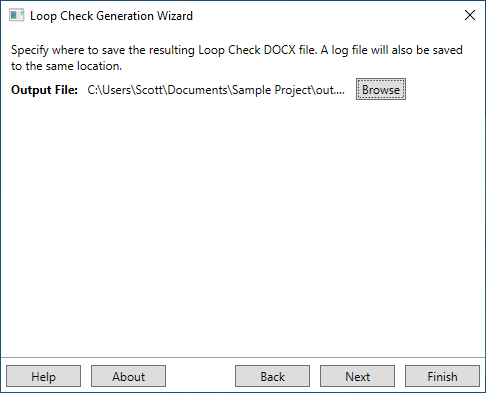 Loop Check Generation Wizard
Specify where to save the resulting Loop Check DOCX file. A log file will also be saved
to the same location.
Output File: C:\Users\Scott\Documents\Sample Project\out.... Browse
Help About Back Next Finish